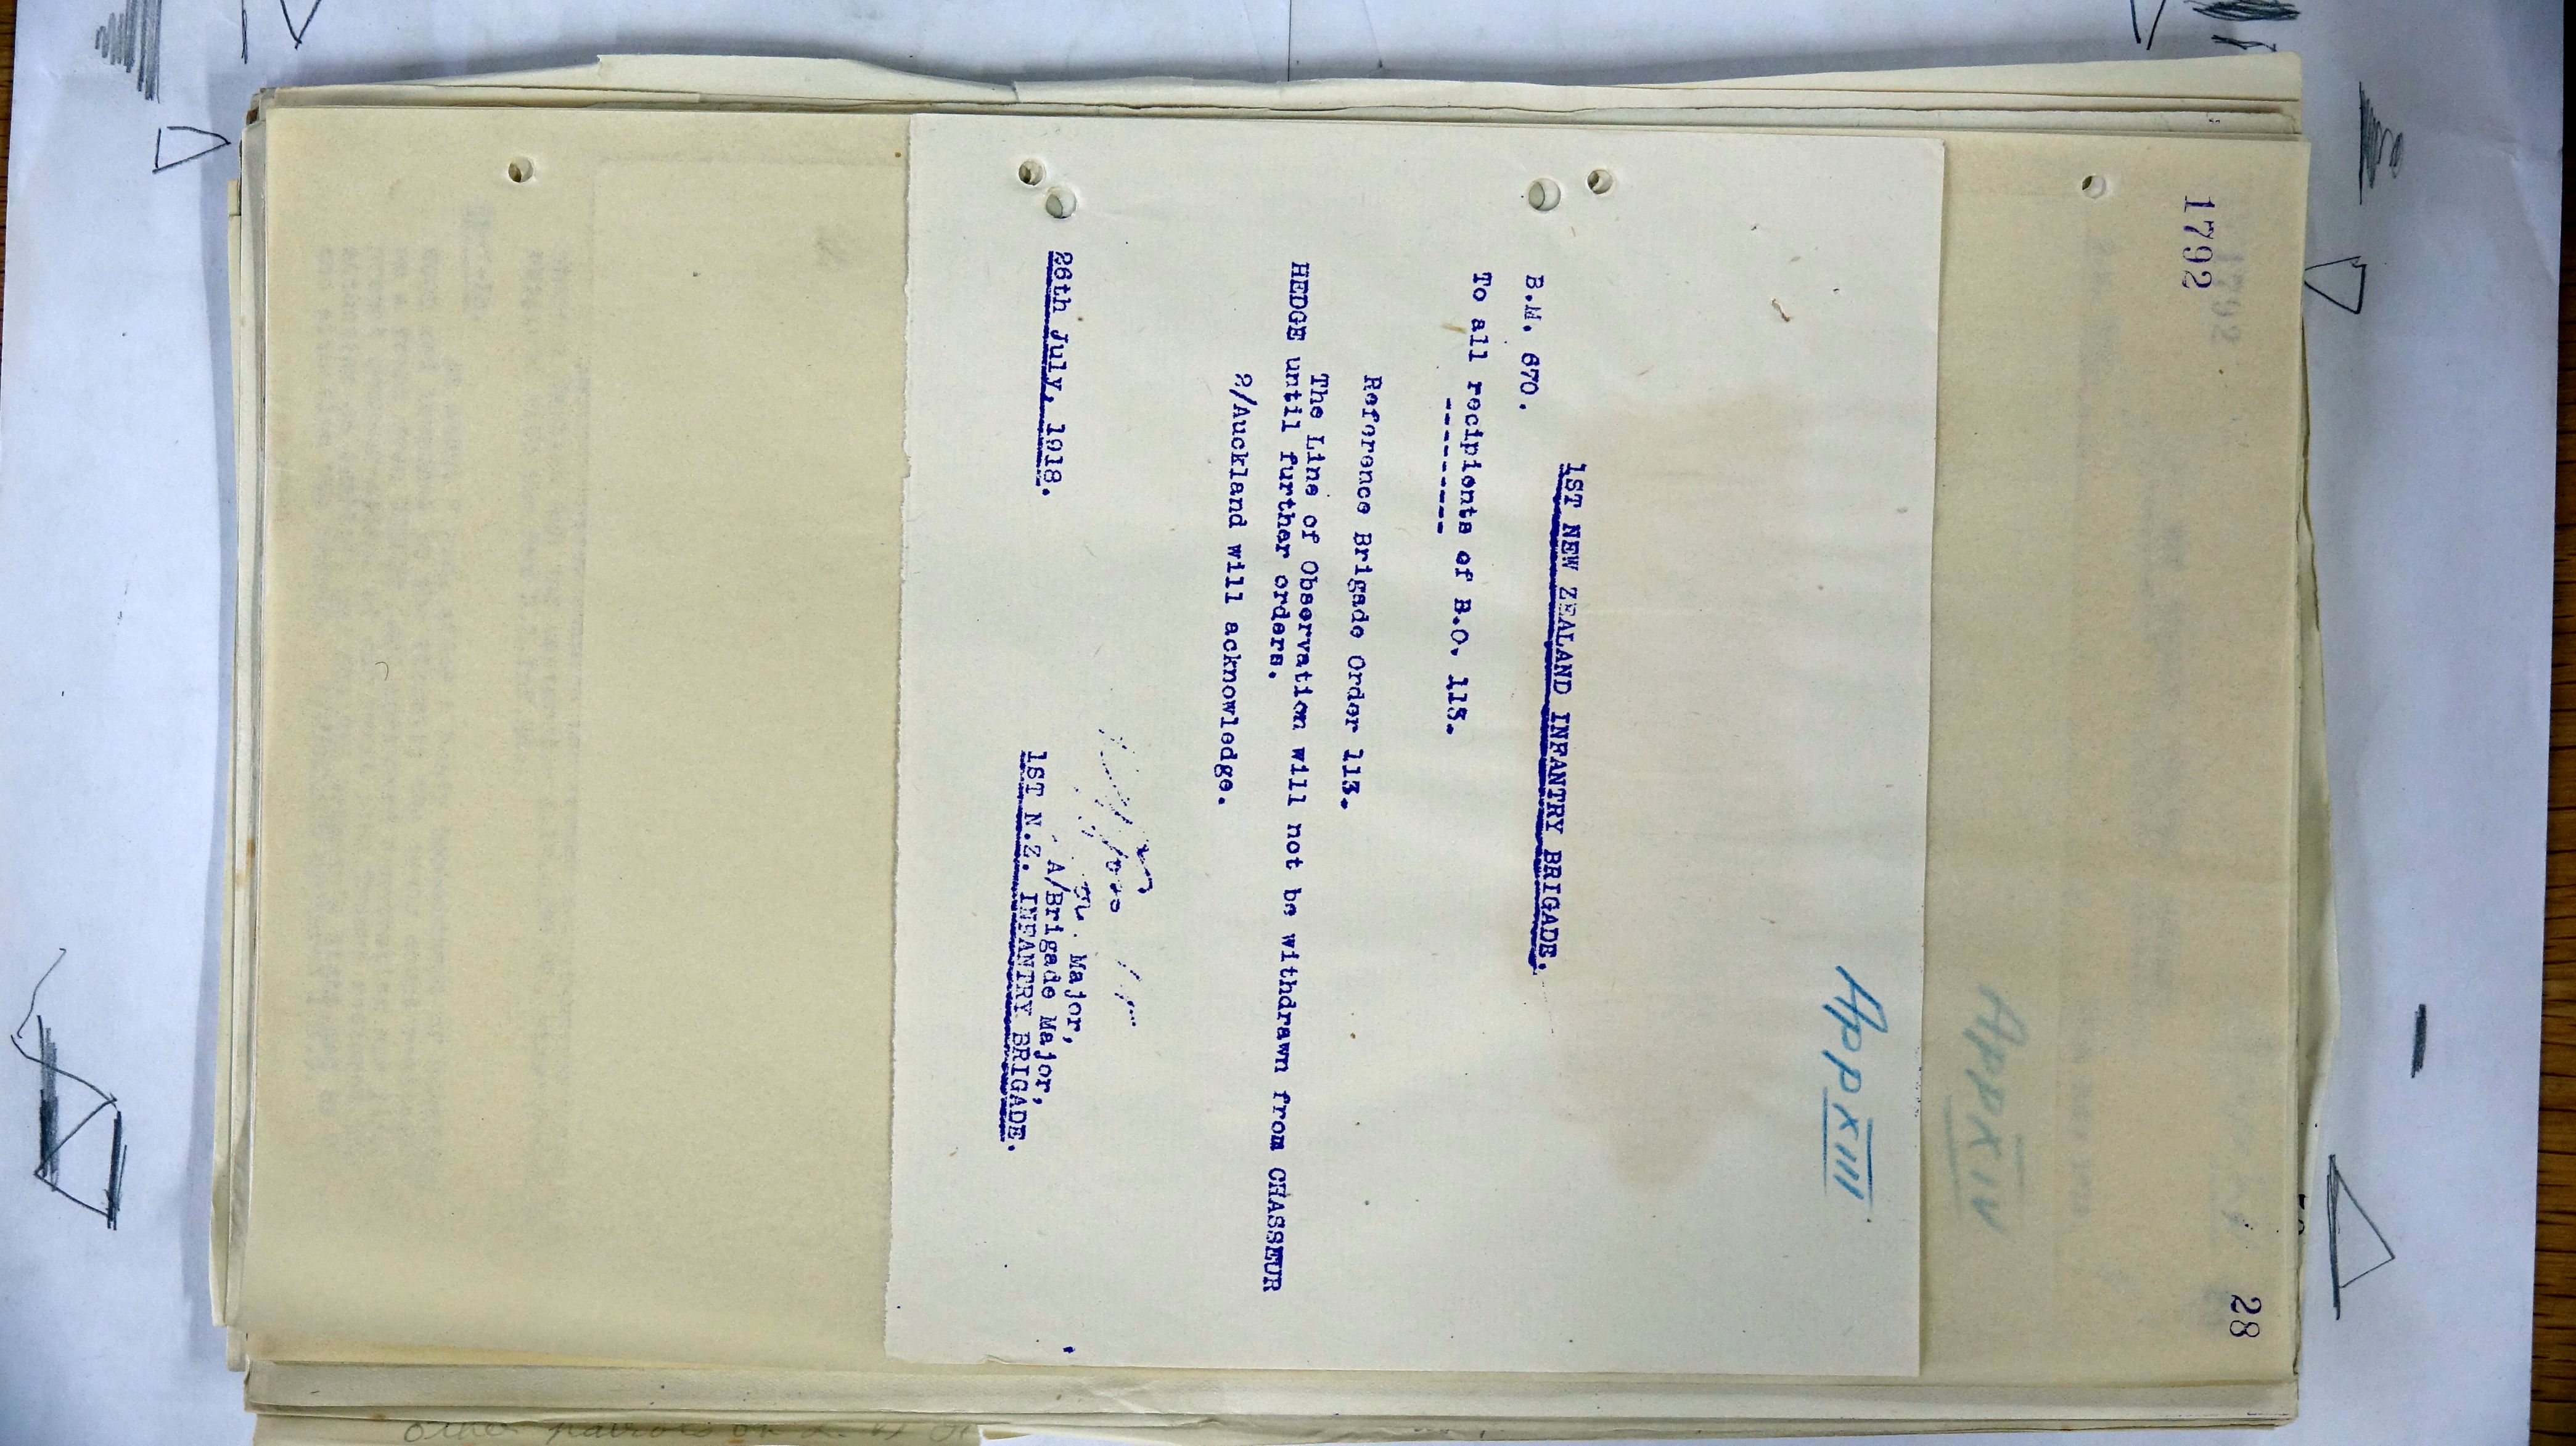 1792
28
App XIV
App XIII
1ST NEW ZEALAND INFANTRY BRIGADE.
B.M. 670.
To all recipients of B.O. 113.
----------
Reference Brigade Order 113.
The Line of Observation will not be withdrawn from CHASSEUR
HEDGE until further orders.
2/Auckland will acknowledge.
Major,
A/Brigade Major,
26th July, 1918.
1ST N.Z. INFANTRY BRIGADE.